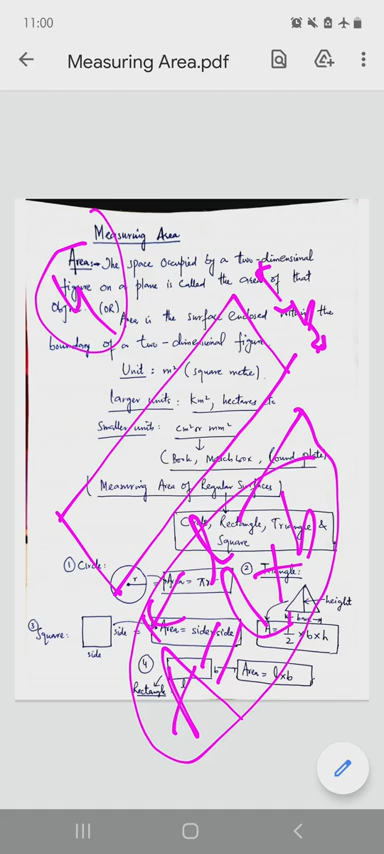 11:00
Measuring Area.pdf
Measuring Area
Area:- The space occupied by a two-dimensional
figure on a plane is called the area of that
object. (OR)
Area is the surface enclosed within the
boundary of a two-dimensional figure.
Unit: m² (square metre).
larger units: km², hectares etc
Smaller units: cm² or mm²
(Book, Matchbox, round plate)
(Measuring Area of Regular Surfaces)
Circle, Rectangle, Triangle &
Square
① Circle: r Area = πr²
② Triangle:
height
b
A = 1/2 × b × h
③ Square: side Area = side×side
side
④
Rectangle l b Area = l×b